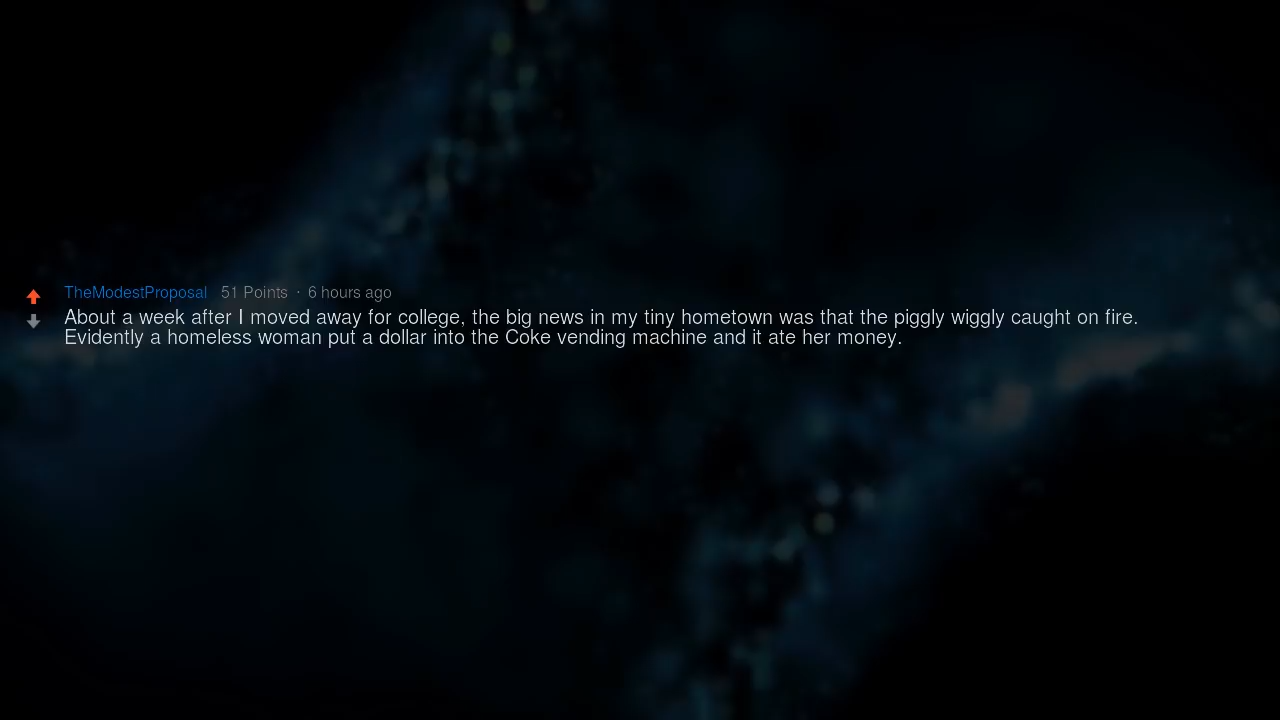 TheModestProposal 51 Points · 6 hours ago
About a week after I moved away for college, the big news in my tiny hometown was that the piggly wiggly caught on fire.
Evidently a homeless woman put a dollar into the Coke vending machine and it ate her money.